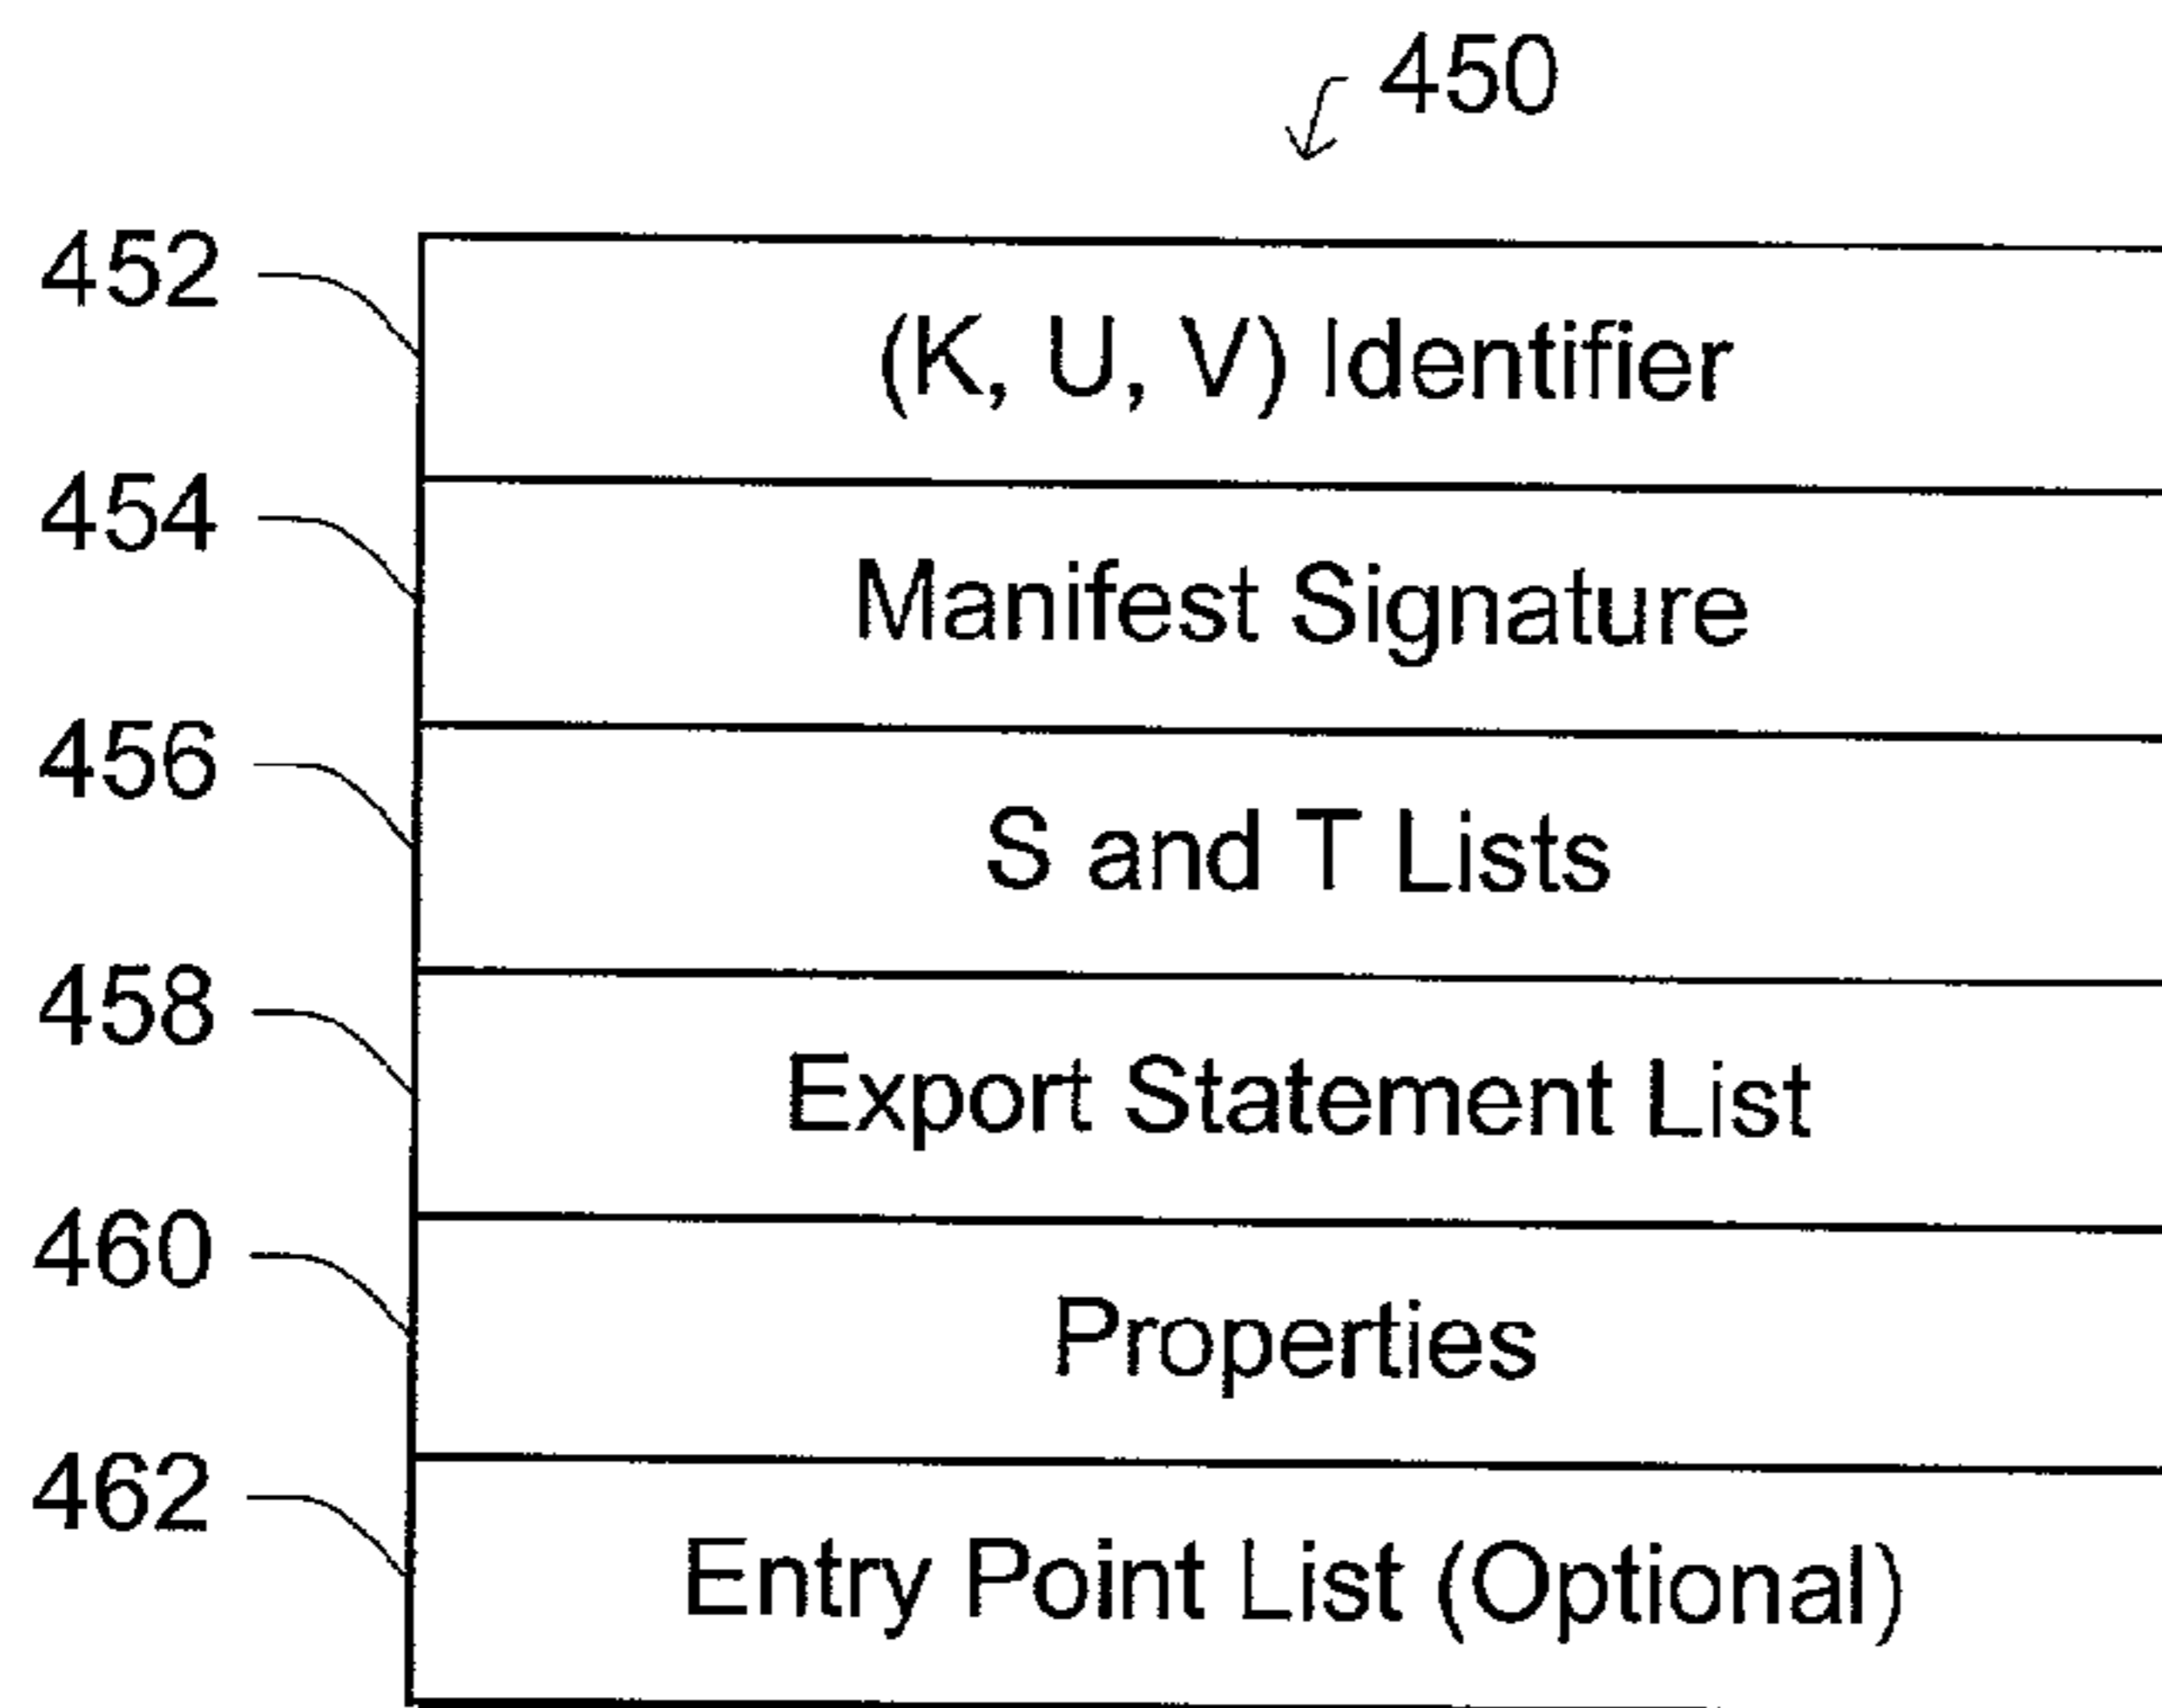 450
452
(K, U, V) Identifier
454
Manifest Signature
456
S and T Lists
458
Export Statement List
460
Properties
462
Entry Point List (Optional)